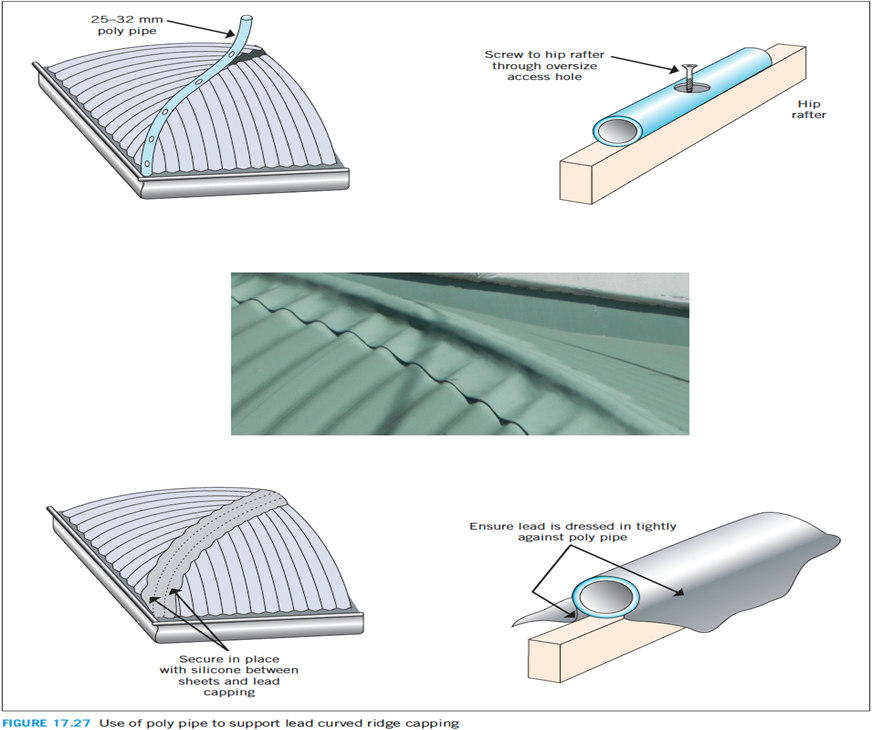 25–32 mm
poly pipe
Screw to hip rafter
through oversize
access hole
Hip
rafter
Ensure lead is dressed in tightly
against poly pipe
Secure in place
with silicone between
sheets and lead
capping
FIGURE 17.27 Use of poly pipe to support lead curved ridge capping